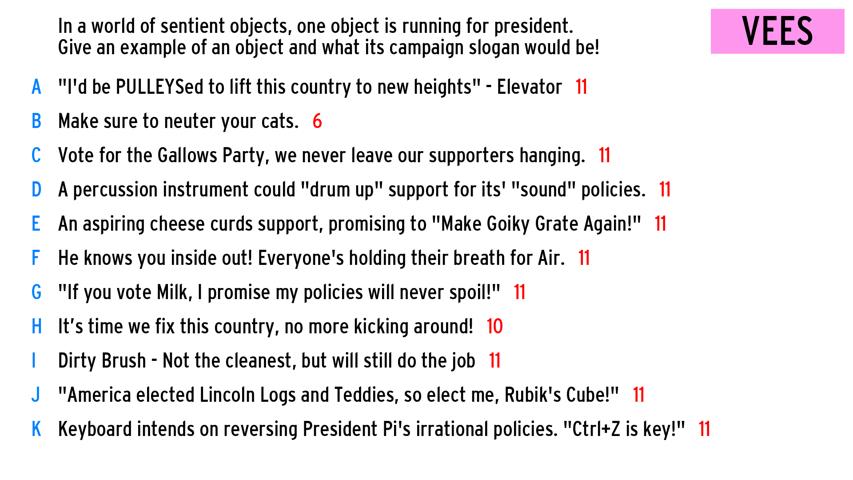 In a world of sentient objects, one object is running for president.
Give an example of an object and what its campaign slogan would be!
VEES
A "I'd be PULLEYSed to lift this country to new heights" - Elevator 11
B Make sure to neuter your cats. 6
C Vote for the Gallows Party, we never leave our supporters hanging. 11
D A percussion instrument could "drum up" support for its' "sound" policies. 11
E An aspiring cheese curds support, promising to "Make Goiky Grate Again!" 11
F He knows you inside out! Everyone's holding their breath for Air. 11
G "If you vote Milk, I promise my policies will never spoil!" 11
H It’s time we fix this country, no more kicking around! 10
I Dirty Brush - Not the cleanest, but will still do the job 11
J "America elected Lincoln Logs and Teddies, so elect me, Rubik's Cube!" 11
K Keyboard intends on reversing President Pi's irrational policies. "Ctrl+Z is key!" 11